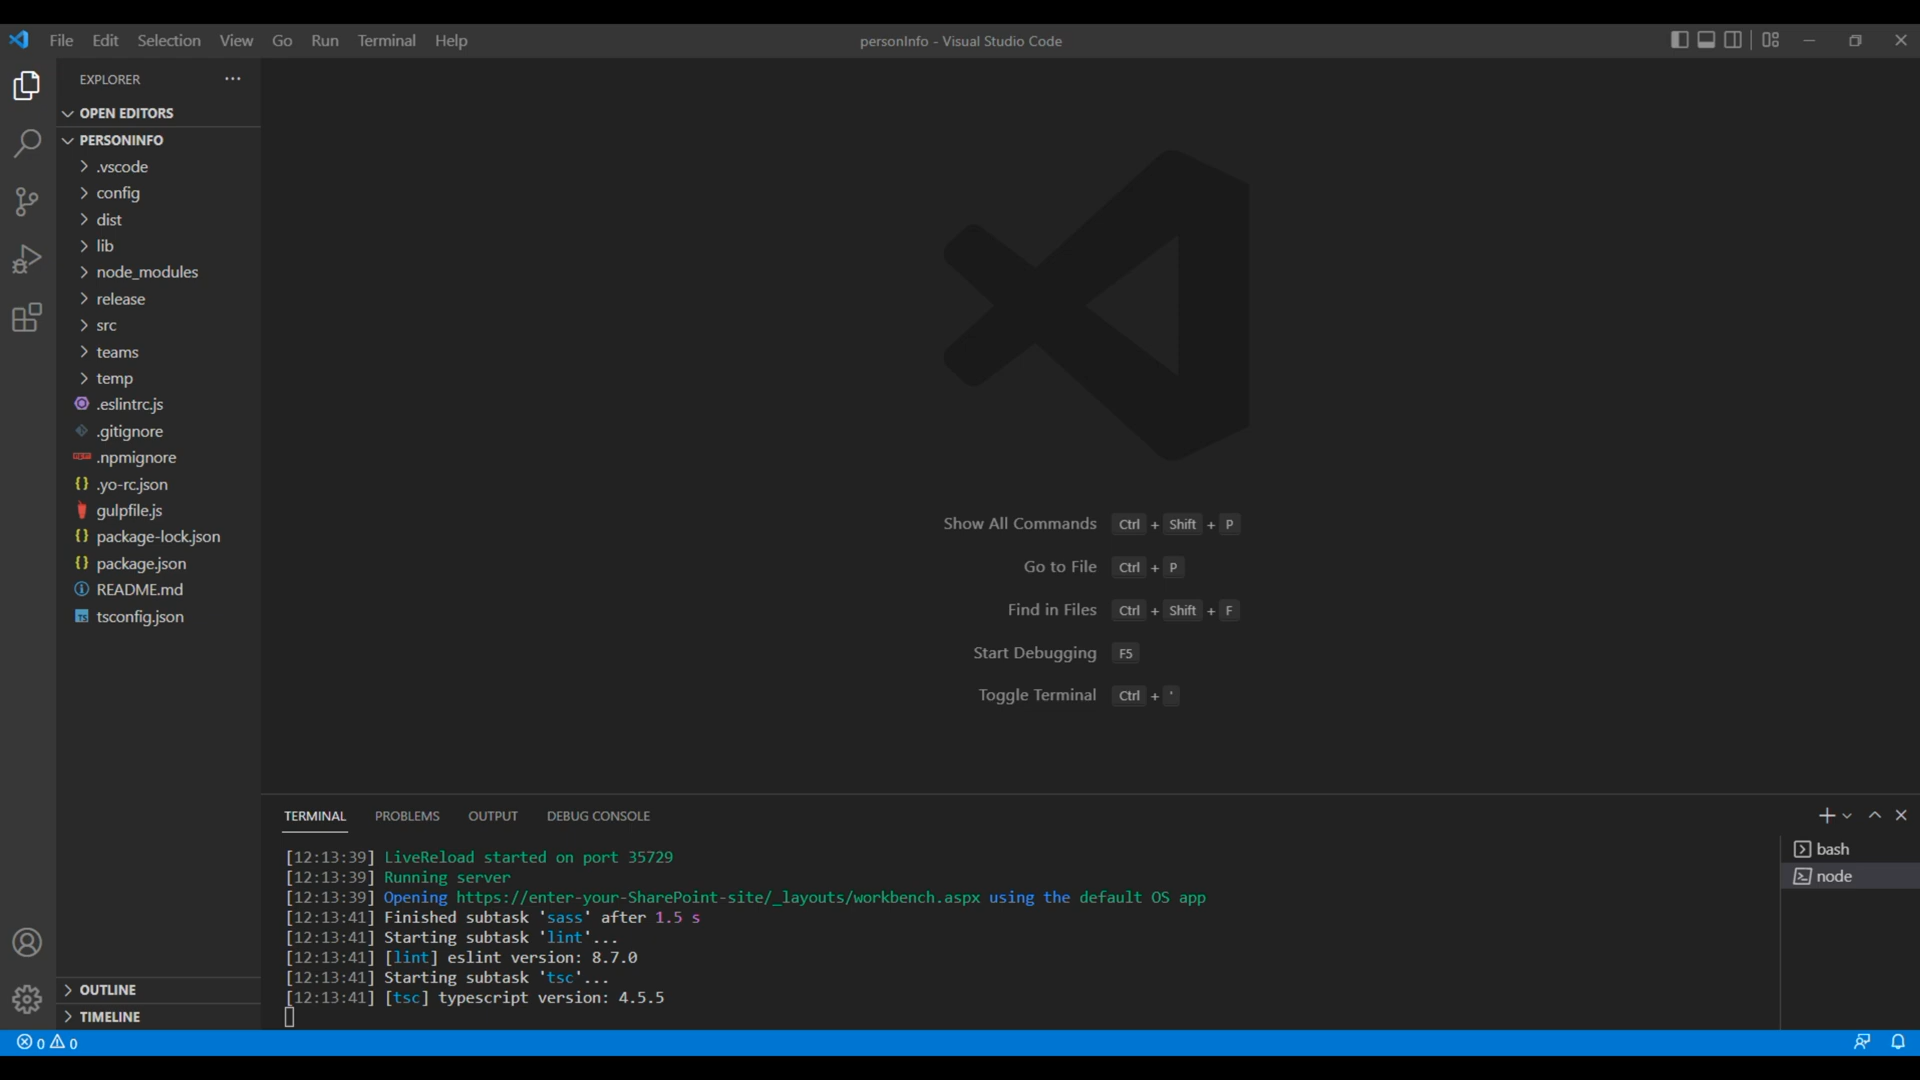 File Edit Selection View Go Run Terminal Help
personInfo - Visual Studio Code
EXPLORER
OPEN EDITORS
PERSONINFO
.vscode
config
dist
lib
node_modules
release
src
teams
temp
.eslintrc.js
.gitignore
.npmignore
.yo-rc.json
gulpfile.js
package-lock.json
package.json
README.md
tsconfig.json
OUTLINE
TIMELINE
Show All Commands Ctrl + Shift + P
Go to File Ctrl + P
Find in Files Ctrl + Shift + F
Start Debugging F5
Toggle Terminal Ctrl + '
TERMINAL PROBLEMS OUTPUT DEBUG CONSOLE
[12:13:39] LiveReload started on port 35729
[12:13:39] Running server
[12:13:39] Opening https://enter-your-SharePoint-site/_layouts/workbench.aspx using the default OS app
[12:13:41] Finished subtask 'sass' after 1.5 s
[12:13:41] Starting subtask 'lint'...
[12:13:41] [lint] eslint version: 8.7.0
[12:13:41] Starting subtask 'tsc'...
[12:13:41] [tsc] typescript version: 4.5.5
bash
node
0 0